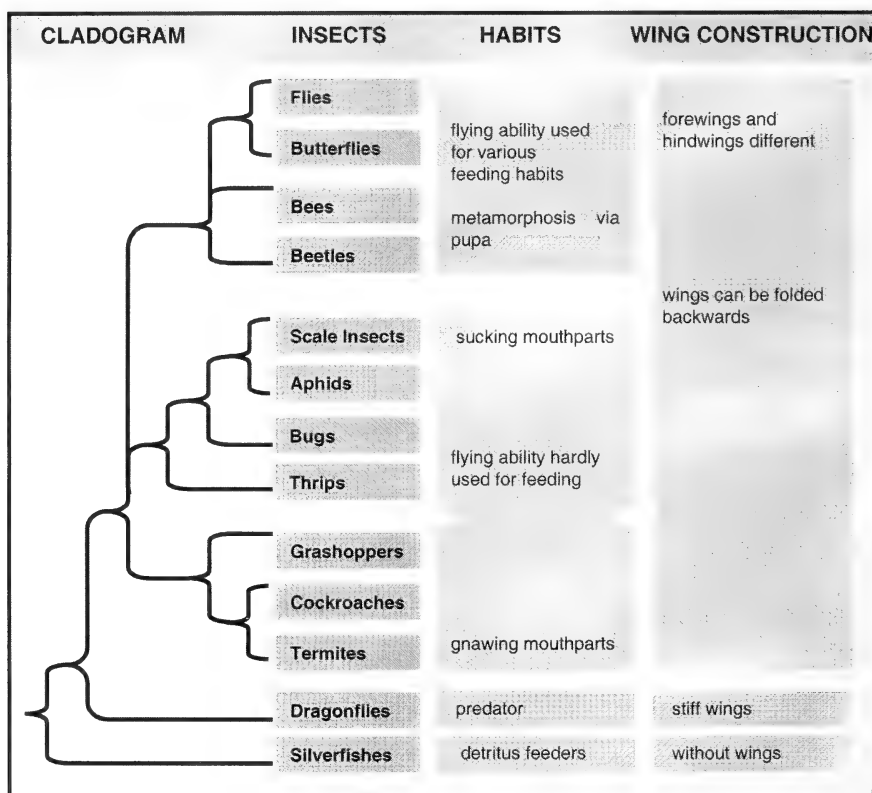 CLADOGRAM INSECTS HABITS WING CONSTRUCTION
Flies
Butterflies
Bees
Beetles
Scale Insects
Aphids
Bugs
Thrips
Grashoppers
Cockroaches
Termites
Dragonflies
Silverfishes
flying ability used
for various
feeding habits
metamorphosis via
pupa
sucking mouthparts
flying ability hardly
used for feeding
gnawing mouthparts
predator
detritus feeders
forewings and
hindwings different
wings can be folded
backwards
stiff wings
without wings